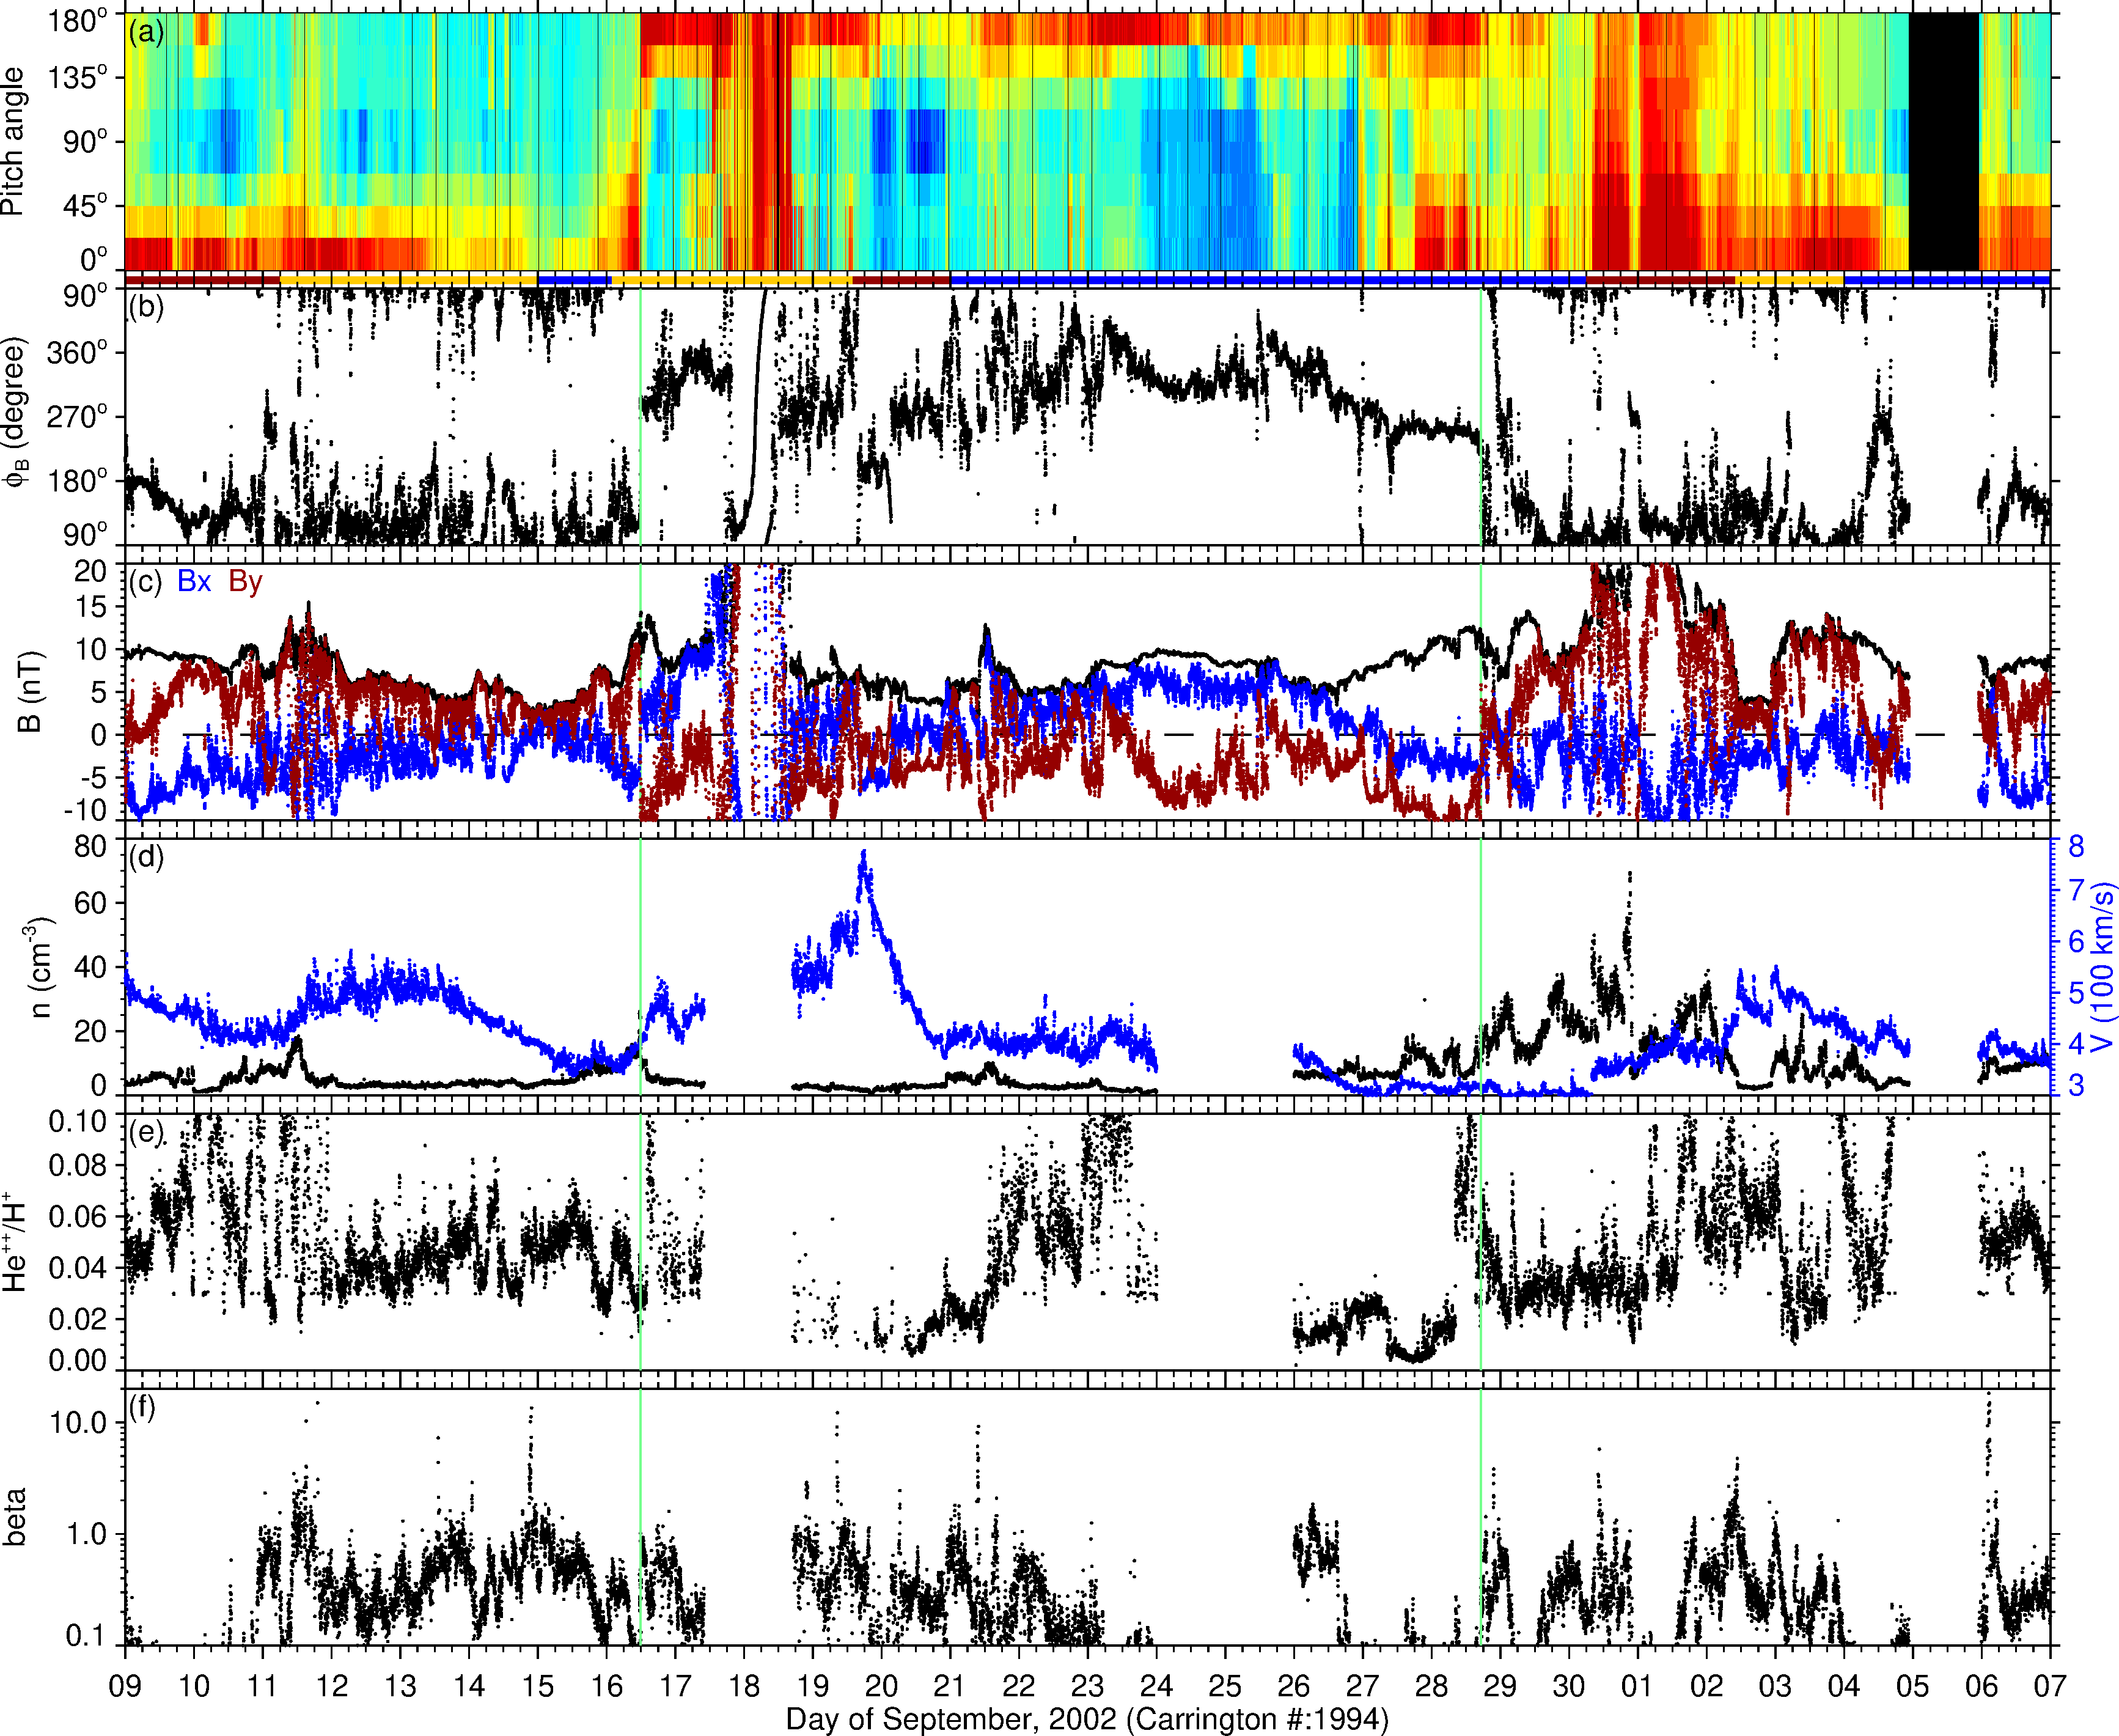 (a)
Pitch angle
180°
135°
90°
45°
0°
(b)
ϕB (degree)
90°
360°
270°
180°
90°
(c) Bx By
B (nT)
20
15
10
5
0
-5
-10
(d)
n (cm-3)
80
60
40
20
0
V (100 km/s)
8
7
6
5
4
3
(e)
He++/H+
0.10
0.08
0.06
0.04
0.02
0.00
(f)
beta
10.0
1.0
0.1
09 10 11 12 13 14 15 16 17 18 19 20 21 22 23 24 25 26 27 28 29 30 01 02 03 04 05 06 07
Day of September, 2002 (Carrington #:1994)